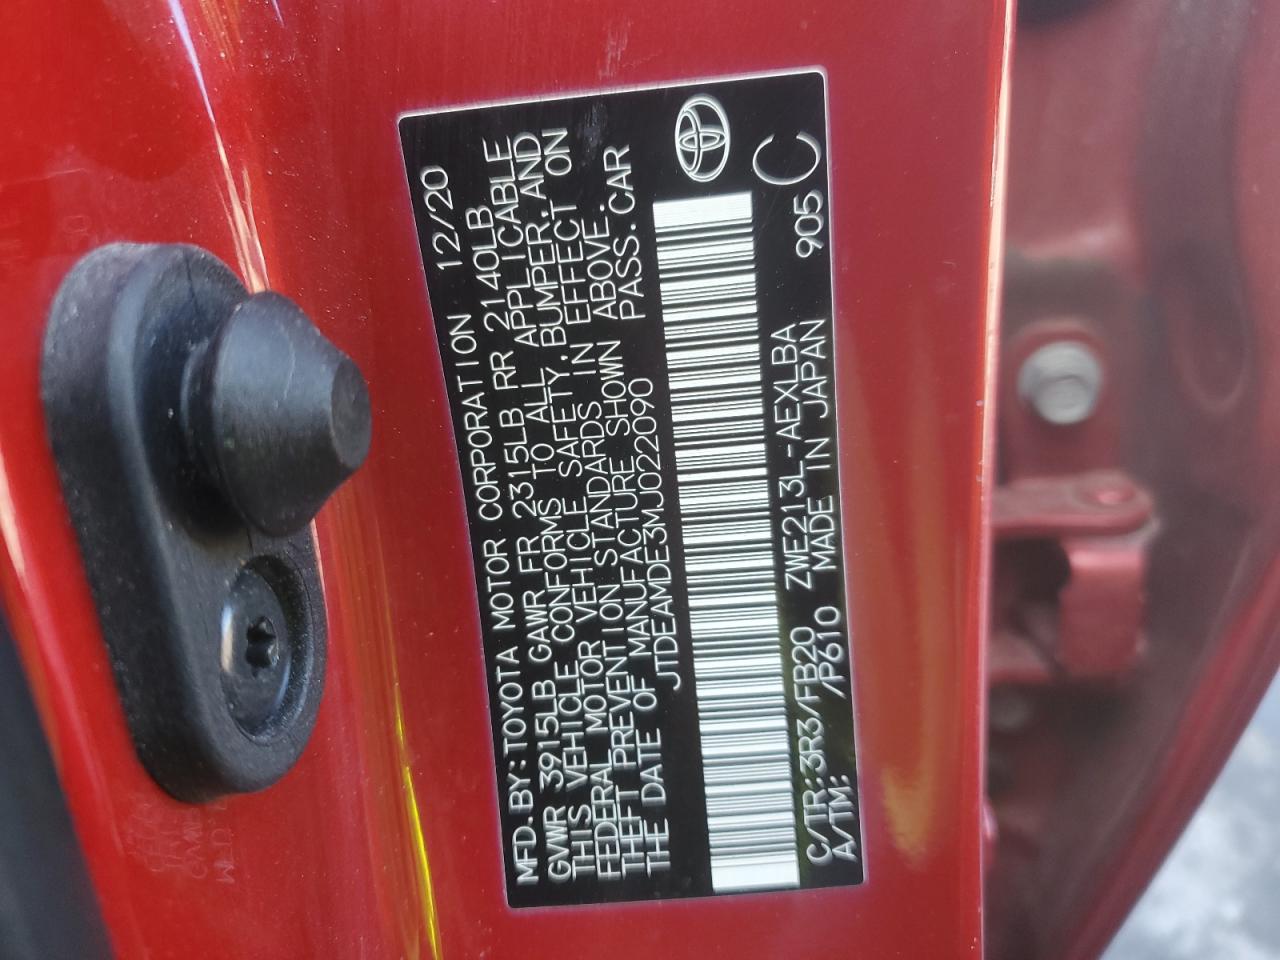 MFD.BY:TOYOTA MOTOR CORPORATION 12/20
GVWR 3915LB GAWR FR 2315LB RR 2140LB
THIS VEHICLE CONFORMS TO ALL APPLICABLE
FEDERAL MOTOR VEHICLE SAFETY,BUMPER,AND
THEFT PREVENTION STANDARDS IN EFFECT ON
THE DATE OF MANUFACTURE SHOWN ABOVE.
JTDEAMDE3MJ022090 PASS.CAR
C/TR:3R3/FB20 ZWE213L-AEXLBA 905 C
A/TM: /P610 MADE IN JAPAN